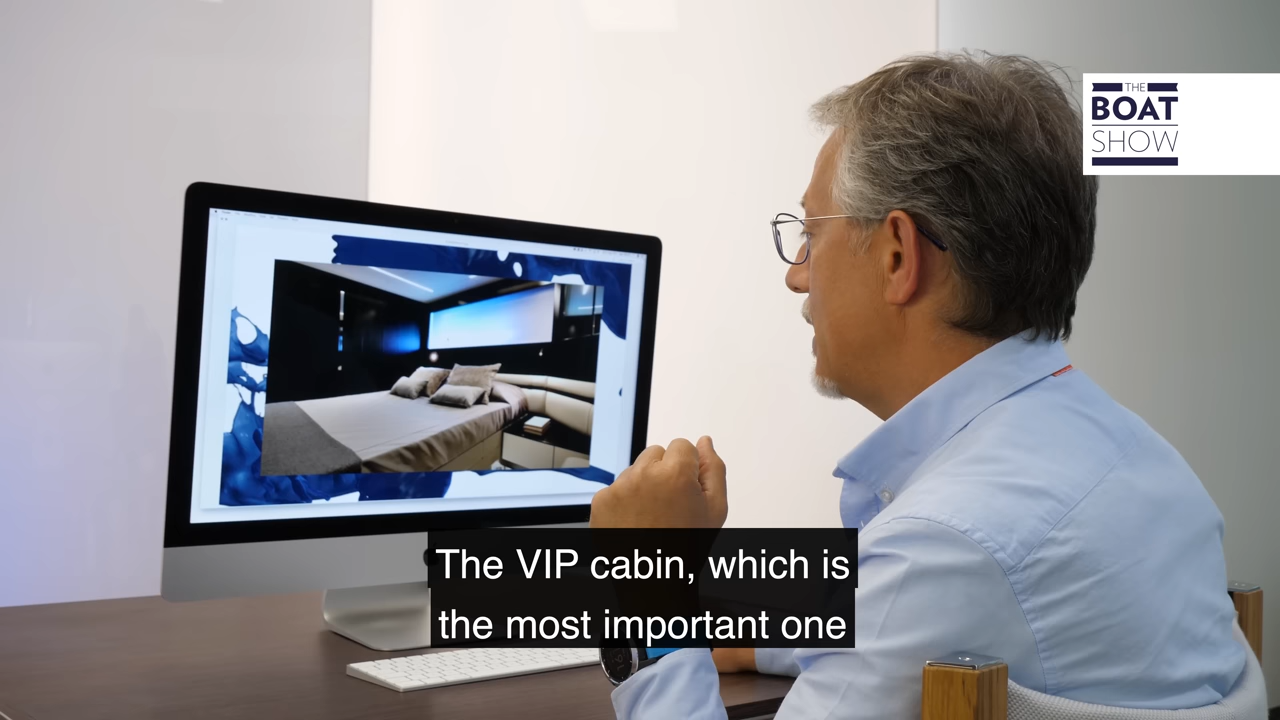 THE
BOAT
SHOW
The VIP cabin, which is
the most important one